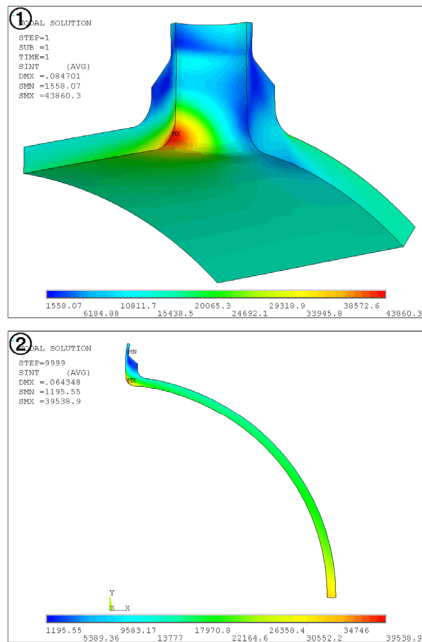 1
NODAL SOLUTION
STEP=1
SUB =1
TIME=1
SINT (AVG)
DMX =.084701
SMN =1558.07
SMX =43860.3
MX
1558.07 10811.7 20065.3 29318.9 38572.6
6184.88 15438.5 24692.1 33945.8 43860.3
2
NODAL SOLUTION
STEP=9999
SINT (AVG)
DMX =.064348
SMN =1195.55
SMX =39538.9
MN
MX
Y
Z X
1195.55 9583.17 17970.8 26358.4 34746
5389.36 13777 22164.6 30552.2 39538.9